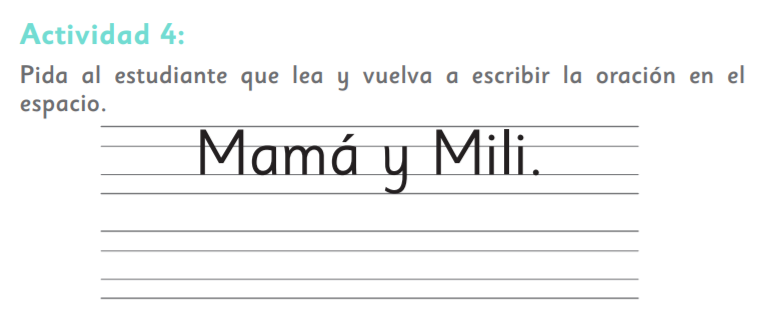 Actividad 4:
Pida al estudiante que lea y vuelva a escribir la oración en el
espacio.
Mamá y Mili.